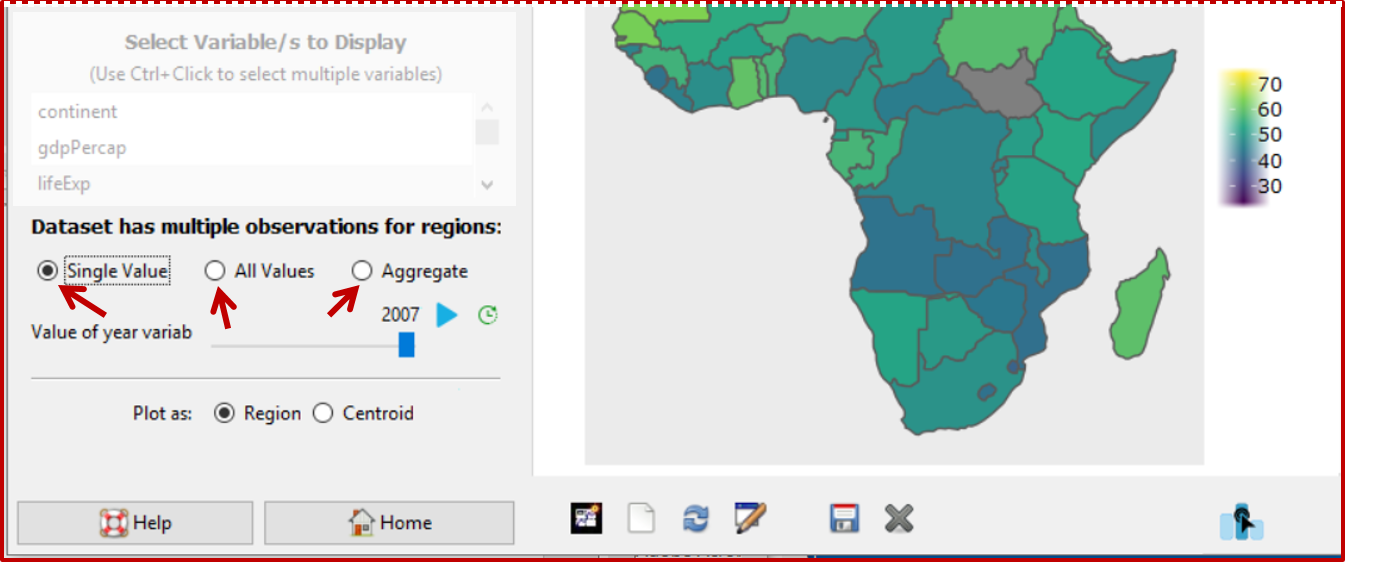 Select Variable/s to Display
(Use Ctrl+Click to select multiple variables)
continent
gdpPercap
lifeExp
Dataset has multiple observations for regions:
Single Value All Values Aggregate
2007
Value of year variab
Plot as: Region Centroid
Help Home
70
60
50
40
30